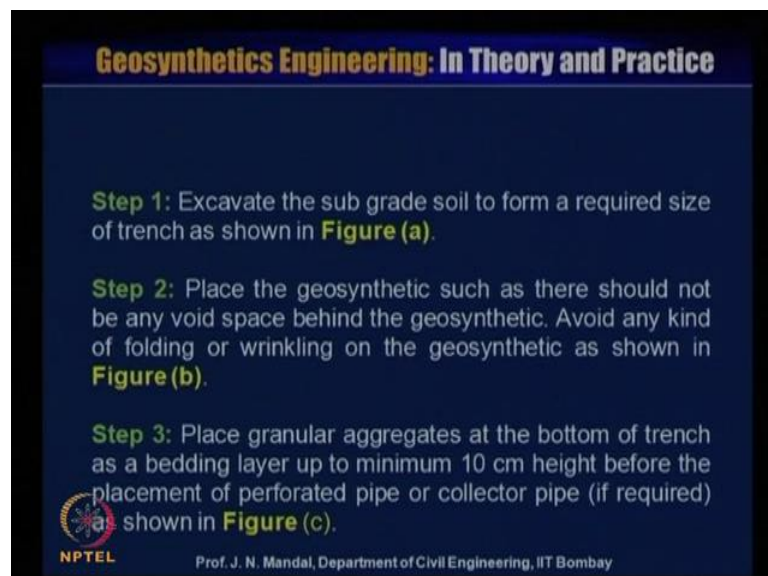 Geosynthetics Engineering: In Theory and Practice
Step 1: Excavate the sub grade soil to form a required size
of trench as shown in Figure (a).
Step 2: Place the geosynthetic such as there should not
be any void space behind the geosynthetic. Avoid any kind
of folding or wrinkling on the geosynthetic as shown in
Figure (b).
Step 3: Place granular aggregates at the bottom of trench
as a bedding layer up to minimum 10 cm height before the
placement of perforated pipe or collector pipe (if required)
as shown in Figure (c).
NPTEL
Prof. J. N. Mandal, Department of Civil Engineering, IIT Bombay